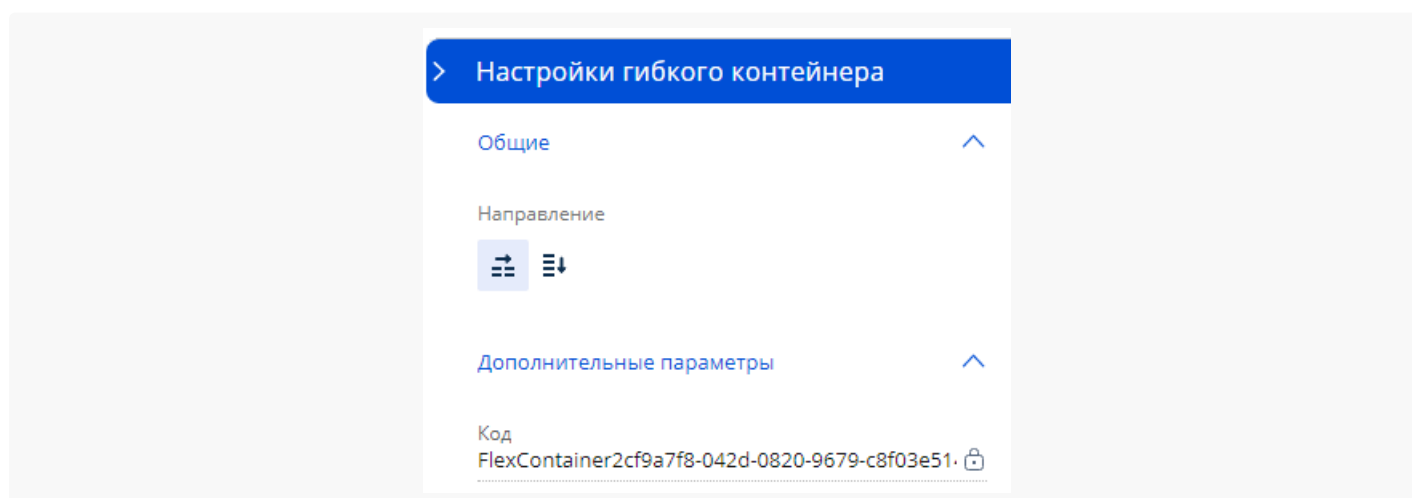 Настройки гибкого контейнера
Общие
Направление
Дополнительные параметры
Код
FlexContainer2cf9a7f8-042d-0820-9679-c8f03e51